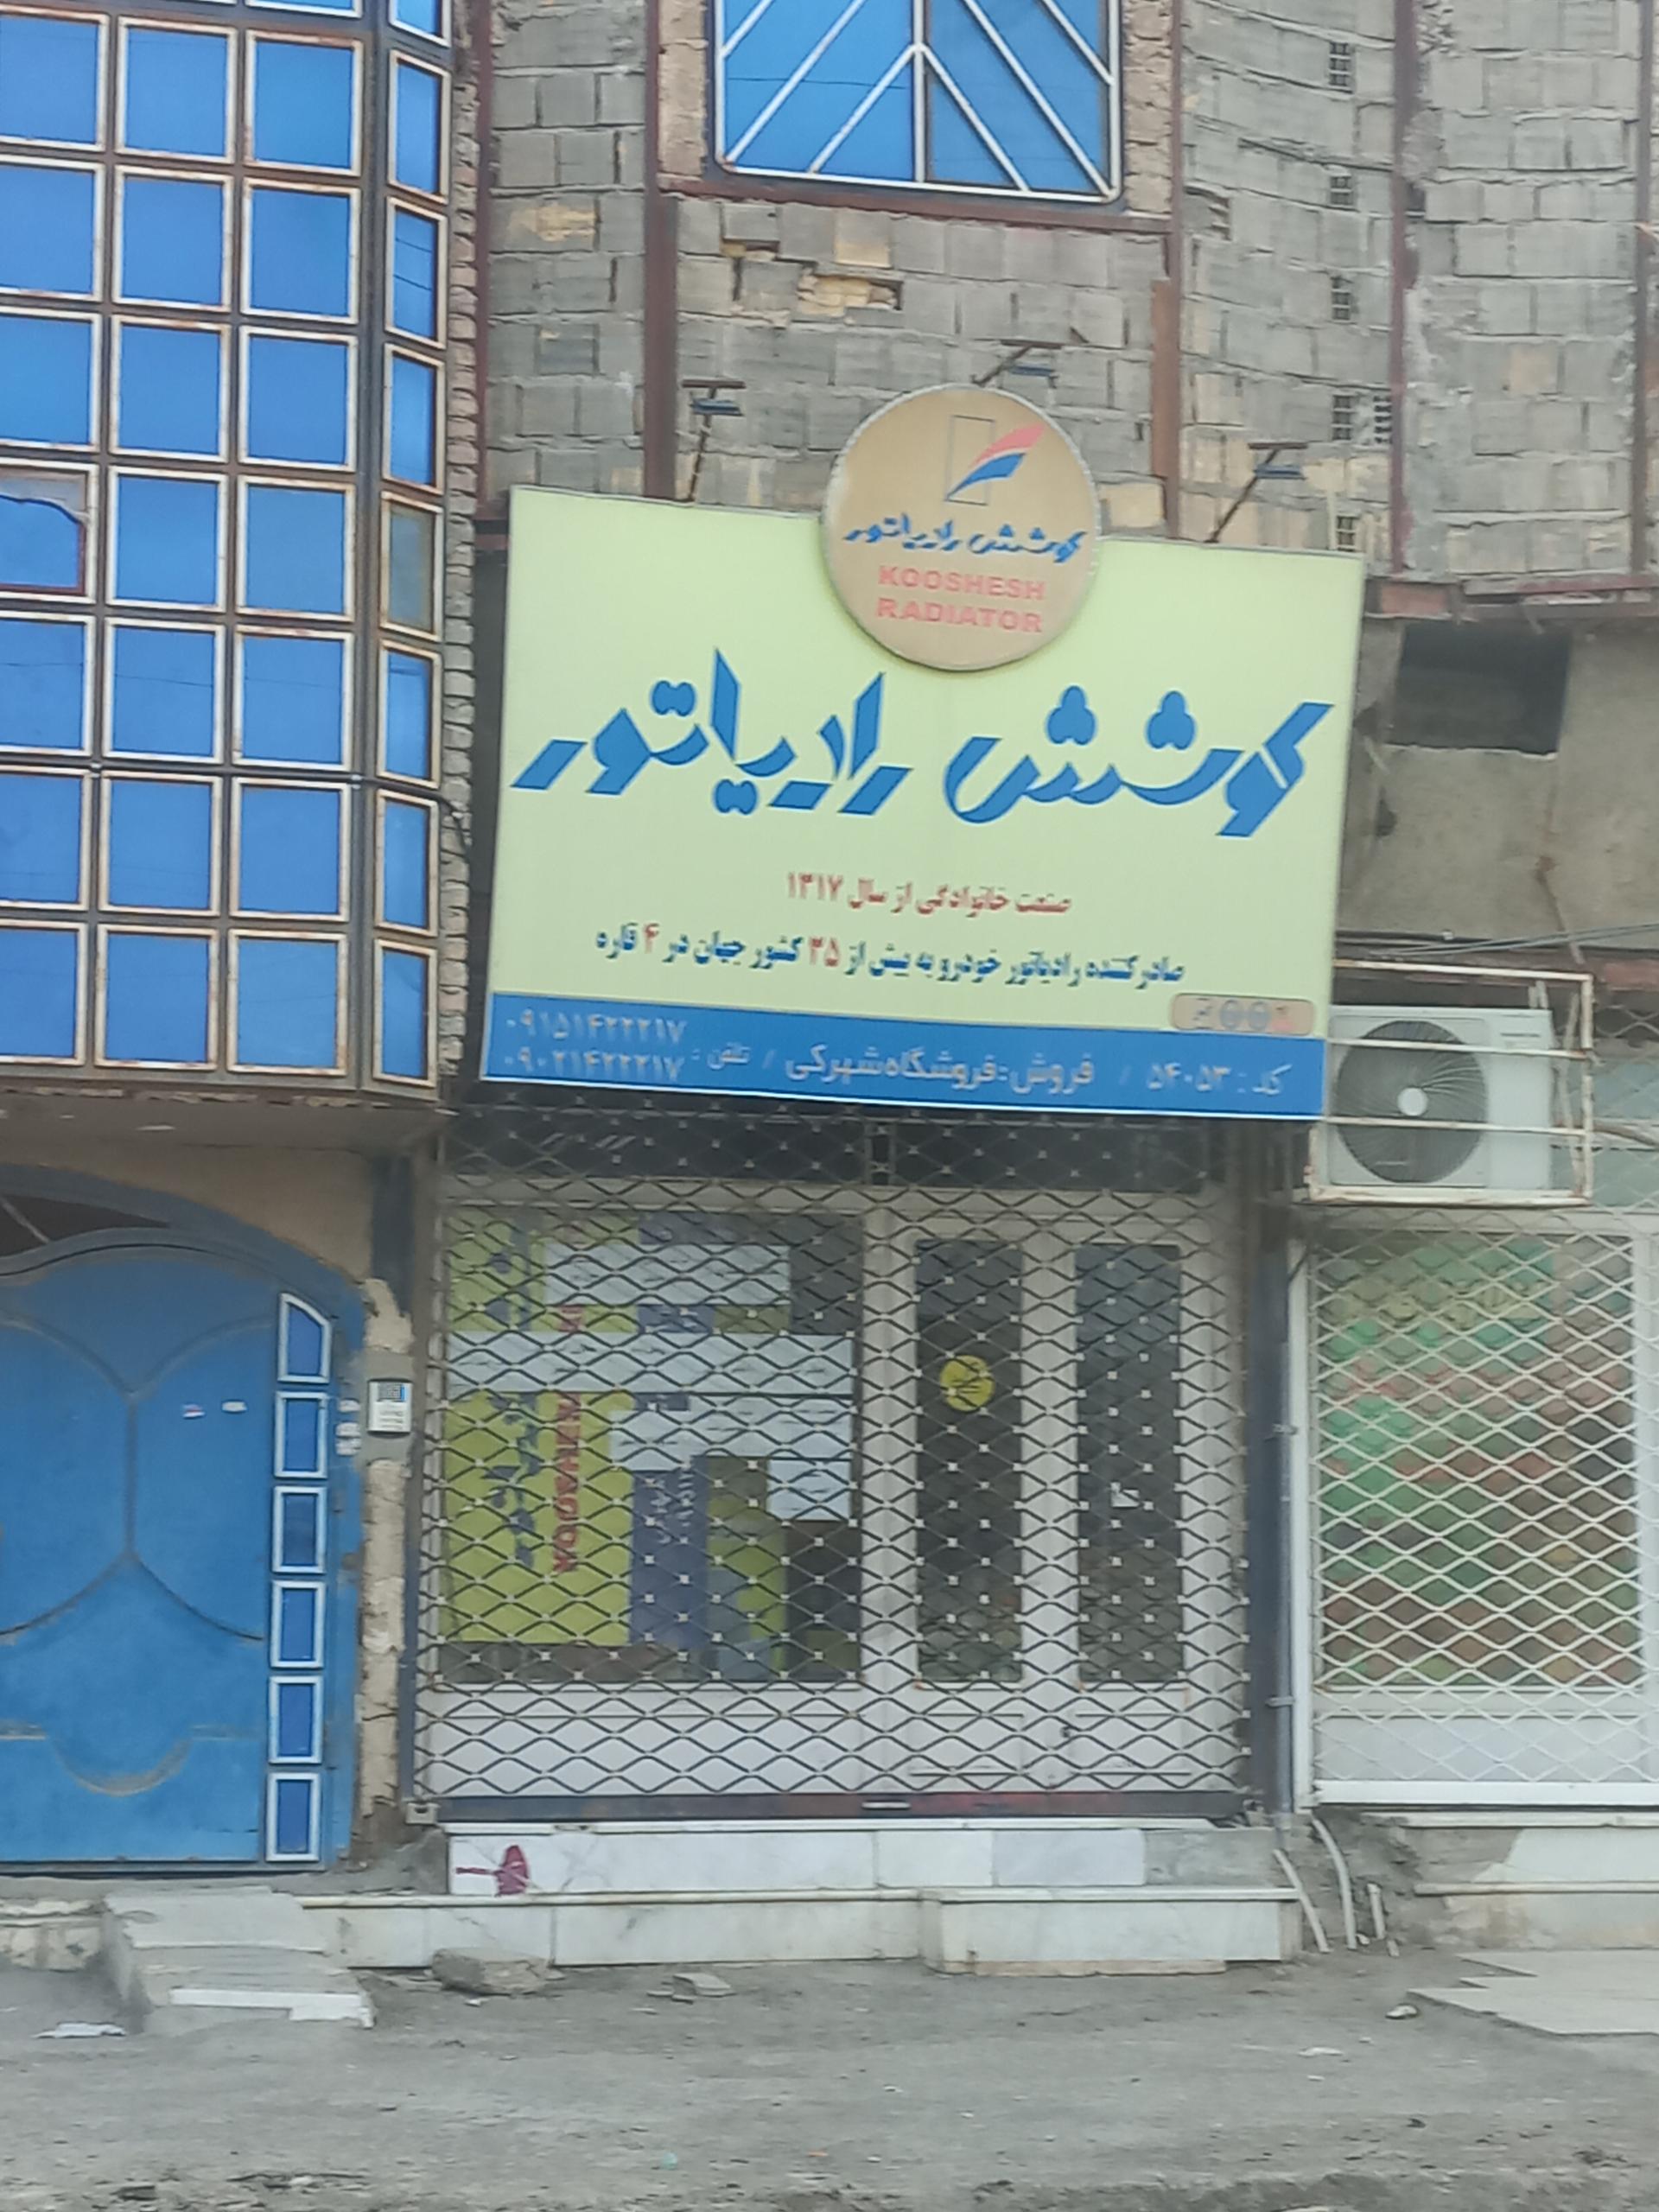 کوشش رادیاتور
KOOSHESH
RADIATOR
کوشش رادیاتور
صنعت خانوادگی از سال ۱۳۱۷
صادر کننده رادیاتور خودرو به بیش از ۳۵ کشور جهان در ۴ قاره
کد : ۵۴۰۵۳ / فروش : فروشگاه شهرکی / تلفن : ۰۹۱۵۱۴۲۲۲۱۷
۰۹۰۲۱۴۲۲۲۱۷